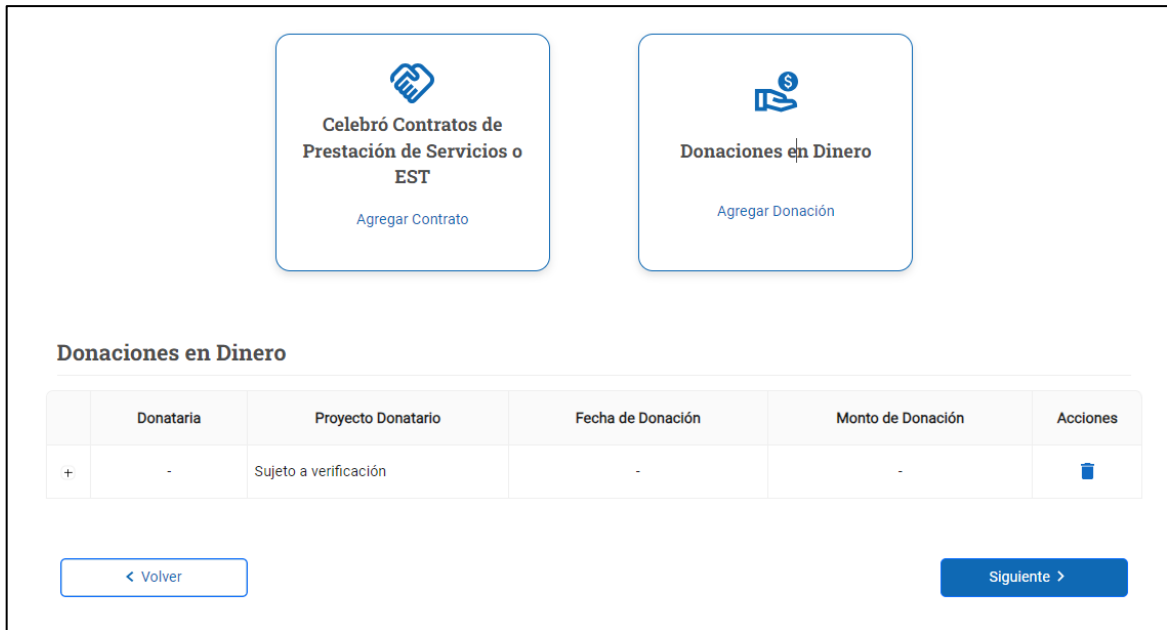 Celebró Contratos de
Prestación de Servicios o
EST
Agregar Contrato
$
Donaciones en Dinero
Agregar Donación
Donaciones en Dinero
Donataria Proyecto Donatario Fecha de Donación Monto de Donación Acciones
+ - Sujeto a verificación - -
< Volver
Siguiente >